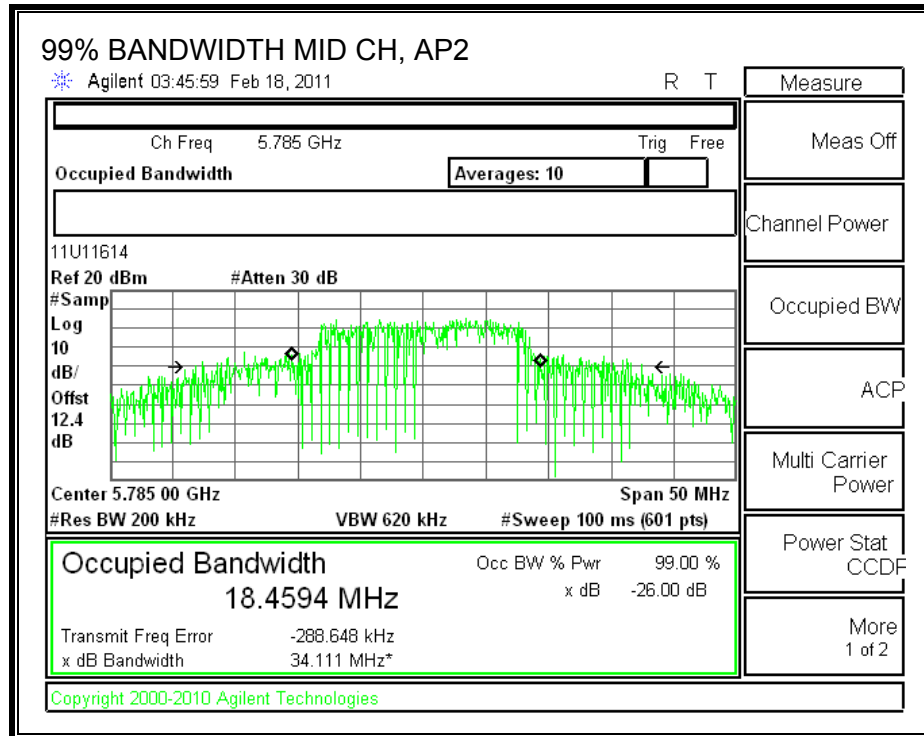 99% BANDWIDTH MID CH, AP2
Agilent 03:45:59 Feb 18, 2011 R T
Measure
Ch Freq 5.785 GHz Trig Free
Meas Off
Occupied Bandwidth Averages: 10
Channel Power
11U11614
Ref 20 dBm #Atten 30 dB
#Samp
Log
10
dB/
Offst
12.4
dB
Occupied BW
ACP
Multi Carrier
Power
Center 5.785 00 GHz Span 50 MHz
#Res BW 200 kHz VBW 620 kHz #Sweep 100 ms (601 pts)
Power Stat
CCDF
Occupied Bandwidth Occ BW % Pwr 99.00 %
18.4594 MHz x dB -26.00 dB
Transmit Freq Error -288.648 kHz
x dB Bandwidth 34.111 MHz*
More
1 of 2
Copyright 2000-2010 Agilent Technologies